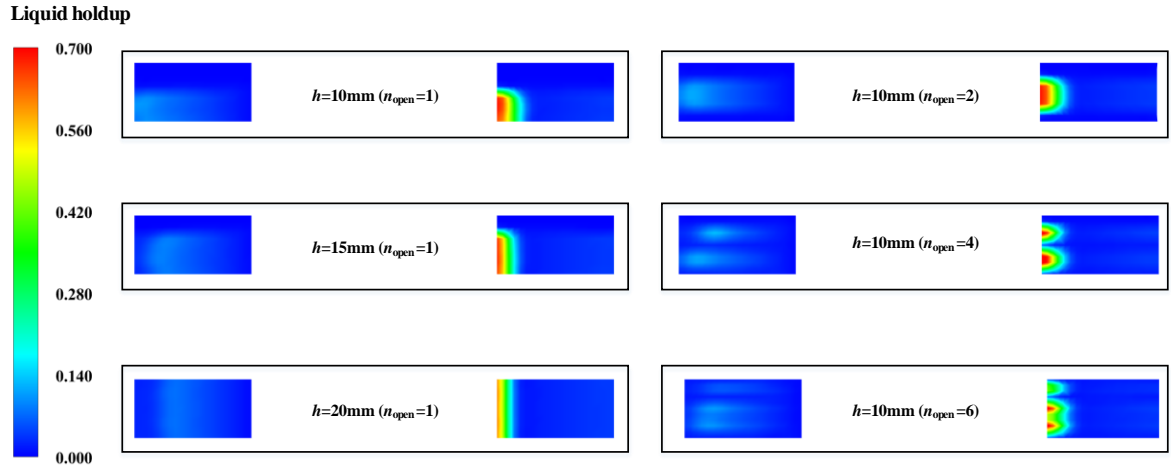 Liquid holdup
0.700
0.560
0.420
0.280
0.140
0.000
h=10mm (nopen=1)
h=10mm (nopen=2)
h=15mm (nopen=1)
h=10mm (nopen=4)
h=20mm (nopen=1)
h=10mm (nopen=6)